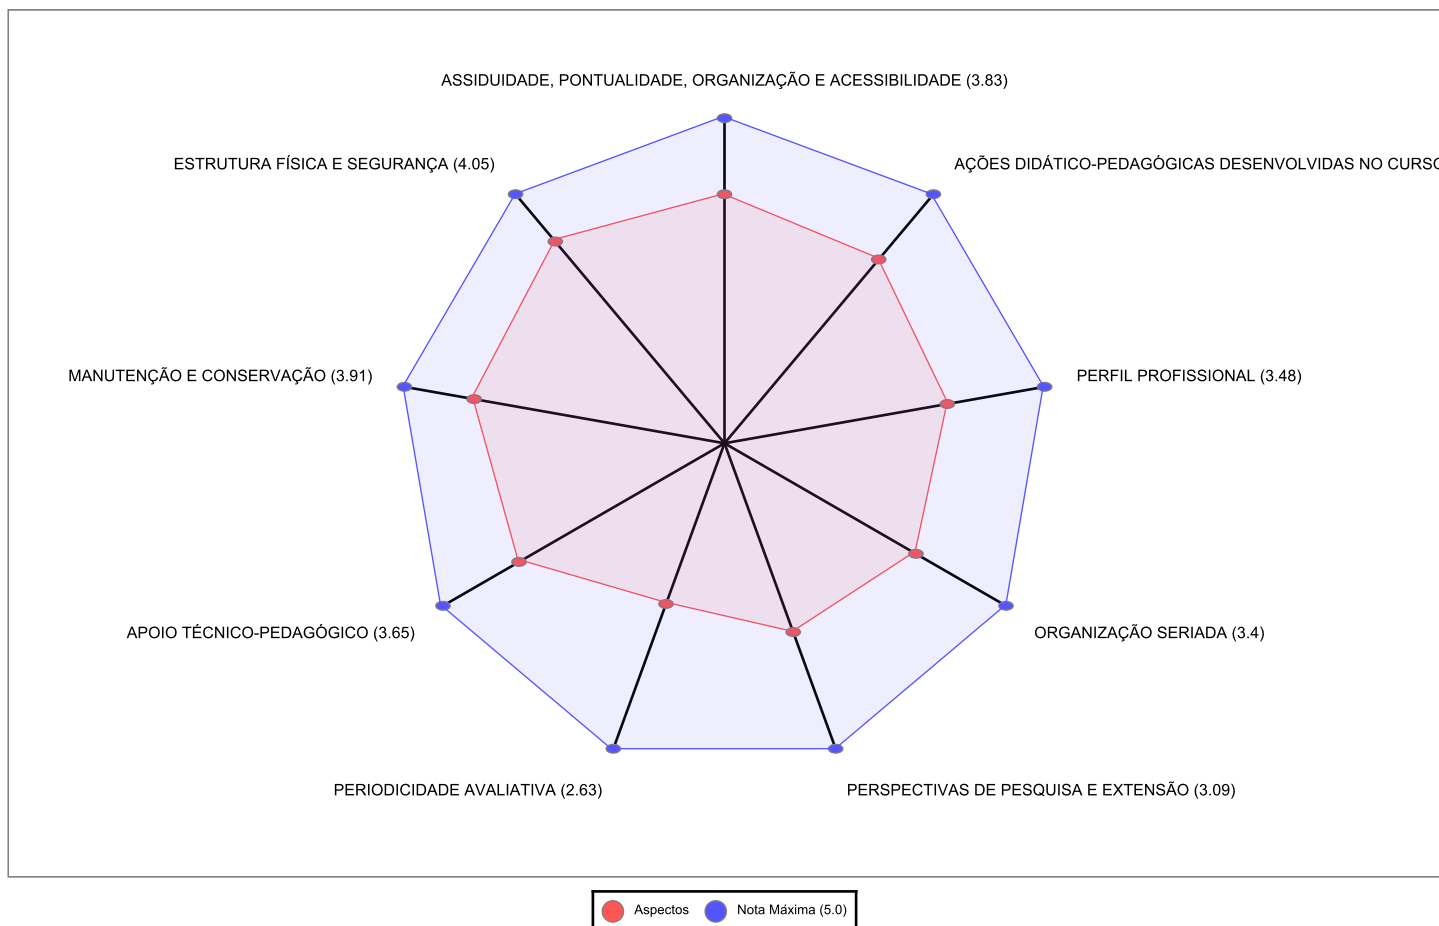 ASSIDUIDADE, PONTUALIDADE, ORGANIZAÇÃO E ACESSIBILIDADE (3.83)
ESTRUTURA FÍSICA E SEGURANÇA (4.05)
AÇÕES DIDÁTICO-PEDAGÓGICAS DESENVOLVIDAS NO CURSO
MANUTENÇÃO E CONSERVAÇÃO (3.91)
PERFIL PROFISSIONAL (3.48)
APOIO TÉCNICO-PEDAGÓGICO (3.65)
ORGANIZAÇÃO SERIADA (3.4)
PERIODICIDADE AVALIATIVA (2.63)
PERSPECTIVAS DE PESQUISA E EXTENSÃO (3.09)
Aspectos
Nota Máxima (5.0)